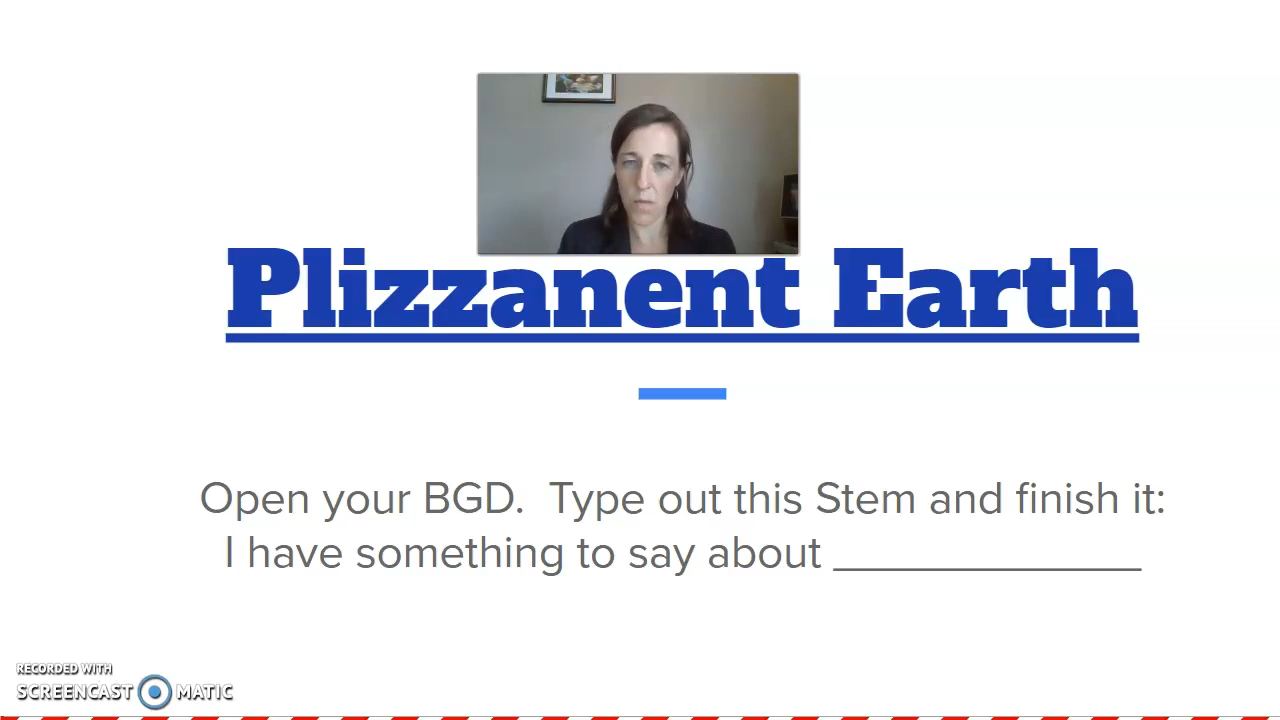 Plizzanent Earth
Open your BGD.  Type out this Stem and finish it:
I have something to say about _____________
RECORDED WITH
SCREENCAST MATIC